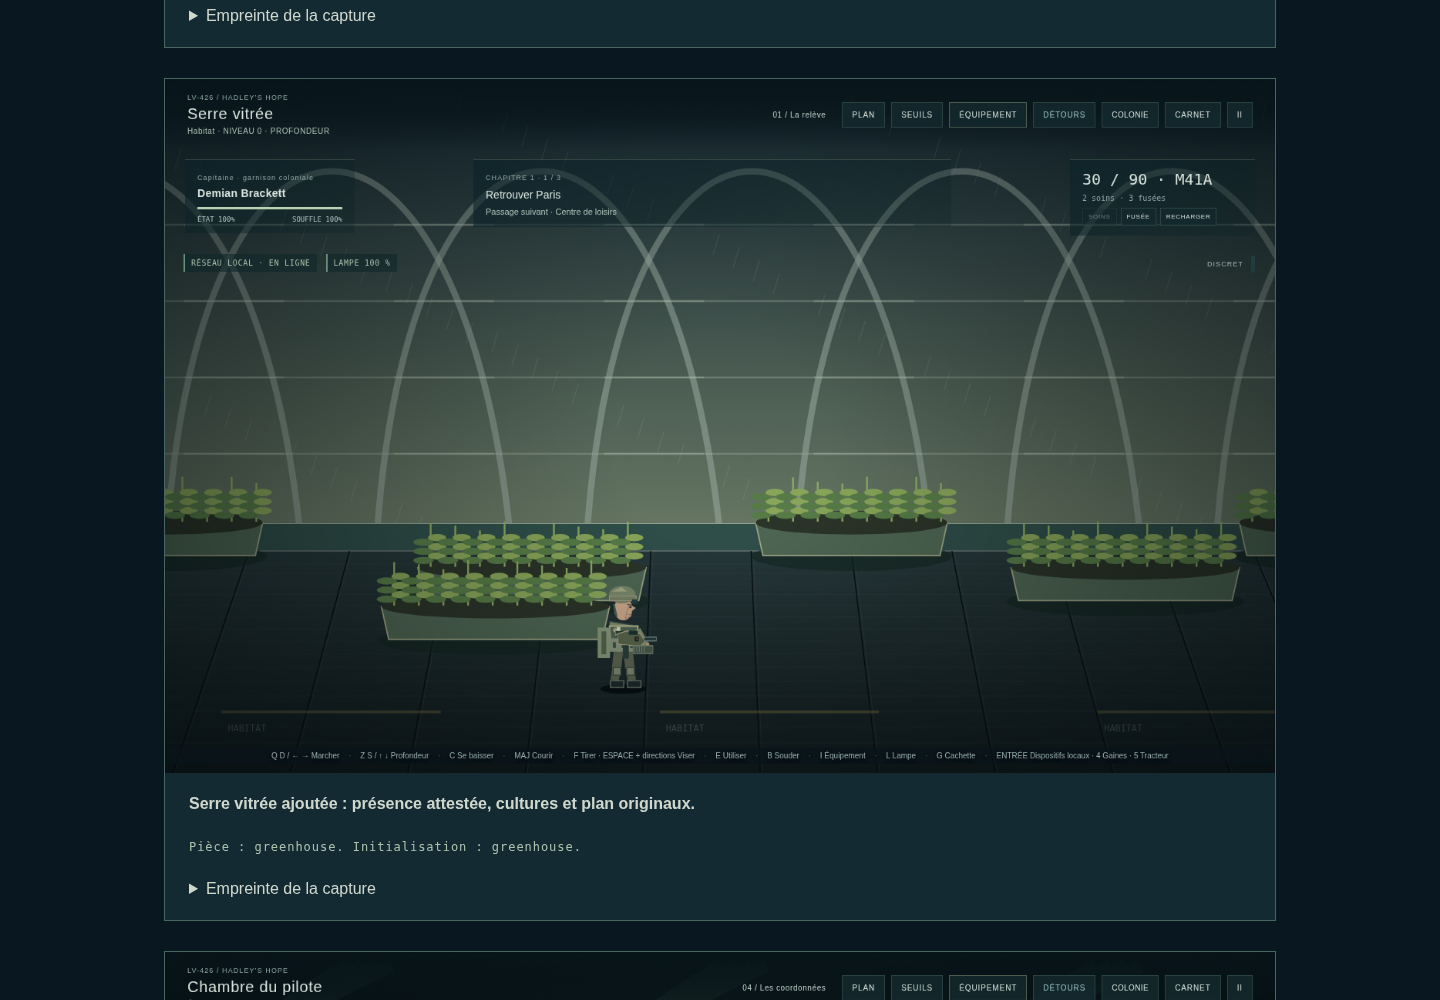 ▶ Empreinte de la capture
LV-426 / HADLEY'S HOPE
Serre vitrée
Habitat · NIVEAU 0 · PROFONDEUR
01 / La relève
PLAN
SEUILS
ÉQUIPEMENT
DÉTOURS
COLONIE
CARNET
II
Capitaine · garnison coloniale
Demian Brackett
ÉTAT 100% SOUFFLE 100%
CHAPITRE 1 · 1 / 3
Retrouver Paris
Passage suivant · Centre de loisirs
30 / 90 · M41A
2 soins · 3 fusées
SOINS FUSÉE RECHARGER
RÉSEAU LOCAL · EN LIGNE
LAMPE 100 %
DISCRET
HABITAT
HABITAT
HABITAT
Q D / ← → Marcher · Z S / ↑ ↓ Profondeur · C Se baisser · MAJ Courir · F Tirer · ESPACE + directions Viser · E Utiliser · B Souder · I Équipement · L Lampe · G Cachette · ENTRÉE Dispositifs locaux · 4 Gaines · 5 Tracteur
Serre vitrée ajoutée : présence attestée, cultures et plan originaux.
Pièce : greenhouse. Initialisation : greenhouse.
▶ Empreinte de la capture
LV-426 / HADLEY'S HOPE
Chambre du pilote
04 / Les coordonnées
PLAN
SEUILS
ÉQUIPEMENT
DÉTOURS
COLONIE
CARNET
II